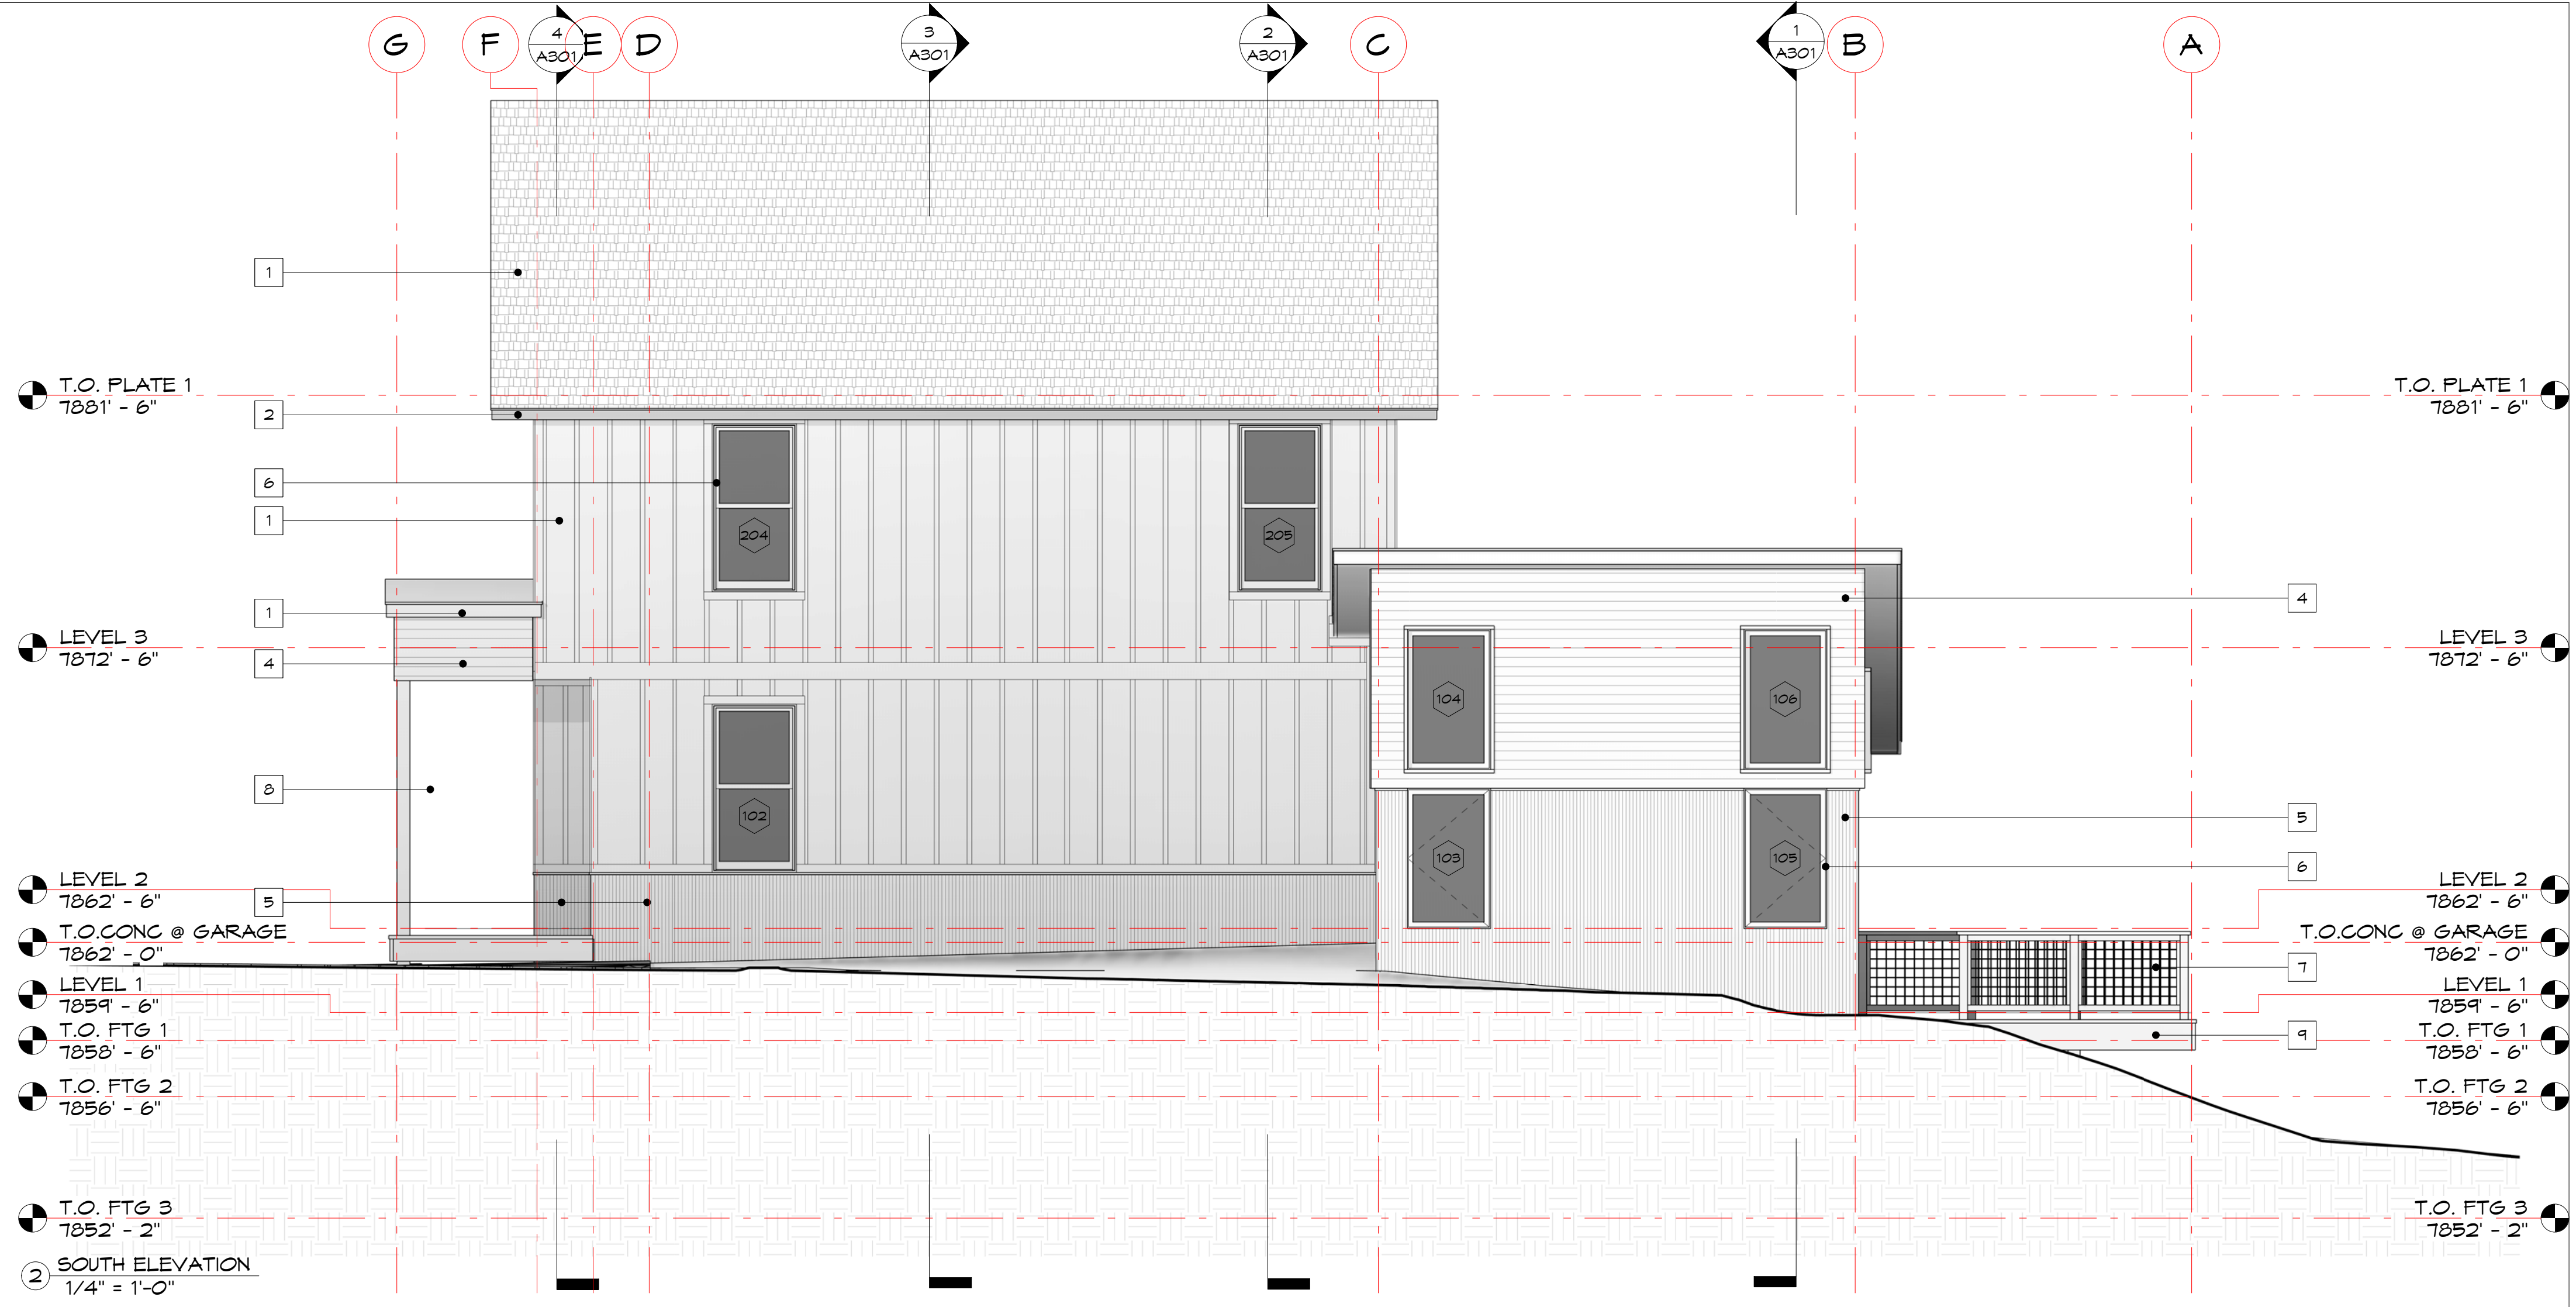 G
F
4
A301
E
D
3
A301
2
A301
C
1
A301
B
A
1
T.O. PLATE 1
7881' - 6"
T.O. PLATE 1
7881' - 6"
2
6
1
204
205
1
4
LEVEL 3
7872' - 6"
LEVEL 3
7872' - 6"
4
104
106
8
102
5
103
105
6
LEVEL 2
7862' - 6"
5
LEVEL 2
7862' - 6"
T.O.CONC @ GARAGE
7862' - 0"
T.O.CONC @ GARAGE
7862' - 0"
7
LEVEL 1
7859' - 6"
LEVEL 1
7859' - 6"
T.O. FTG 1
7858' - 6"
9
T.O. FTG 1
7858' - 6"
T.O. FTG 2
7856' - 6"
T.O. FTG 2
7856' - 6"
T.O. FTG 3
7852' - 2"
T.O. FTG 3
7852' - 2"
2
SOUTH ELEVATION
1/4" = 1'-0"